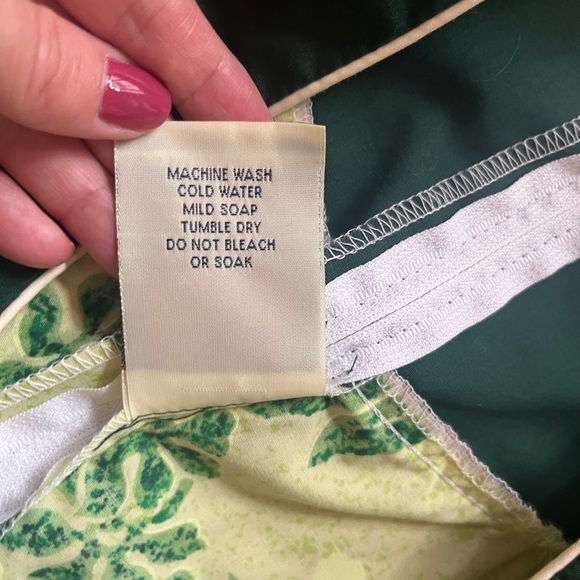 MACHINE WASH
COLD WATER
MILD SOAP
TUMBLE DRY
DO NOT BLEACH
OR SOAK